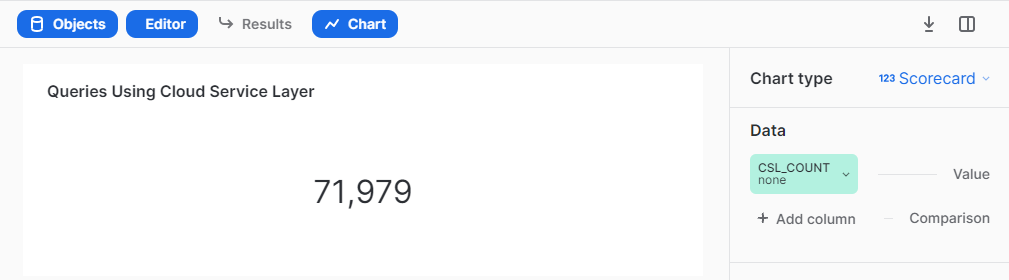 Objects
Editor
Results
Chart
Queries Using Cloud Service Layer
71,979
Chart type
123 Scorecard
Data
CSL_COUNT
none
Value
+ Add column
Comparison